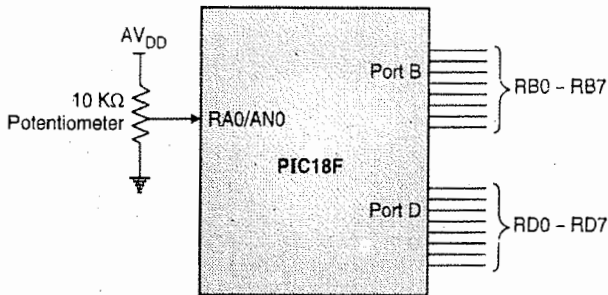 AVDD
10 KΩ
Potentiometer
RA0/AN0
PIC18F
Port B
RB0 – RB7
Port D
RD0 – RD7